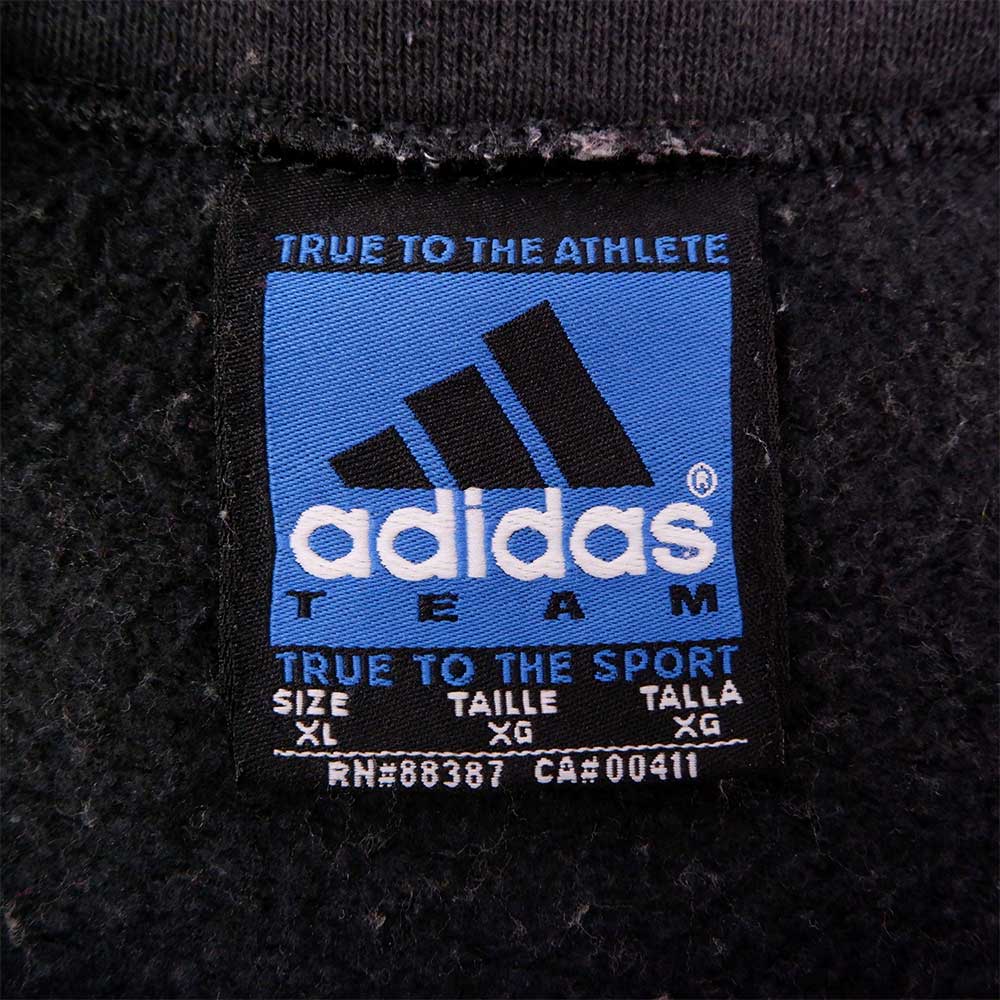 TRUE TO THE ATHLETE
adidas®
TEAM
TRUE TO THE SPORT
SIZE TAILLE TALLA
XL XG XG
RN#88387 CA#00411